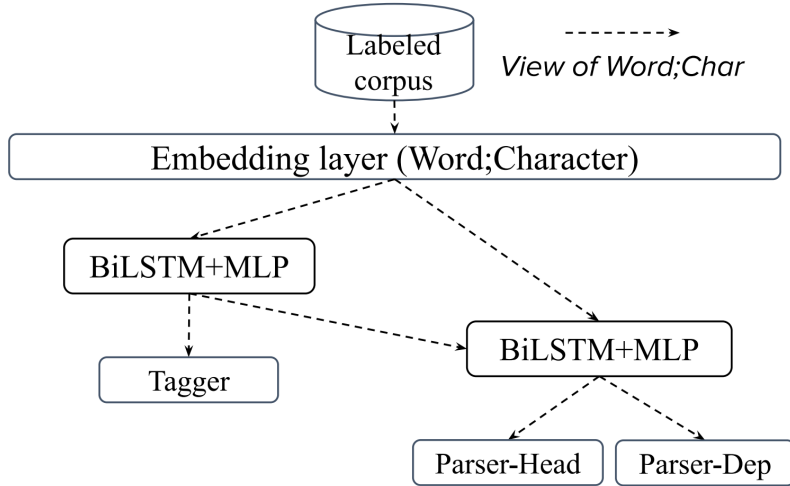 Labeled
corpus
View of Word;Char
Embedding layer (Word;Character)
BiLSTM+MLP
BiLSTM+MLP
Tagger
Parser-Head
Parser-Dep